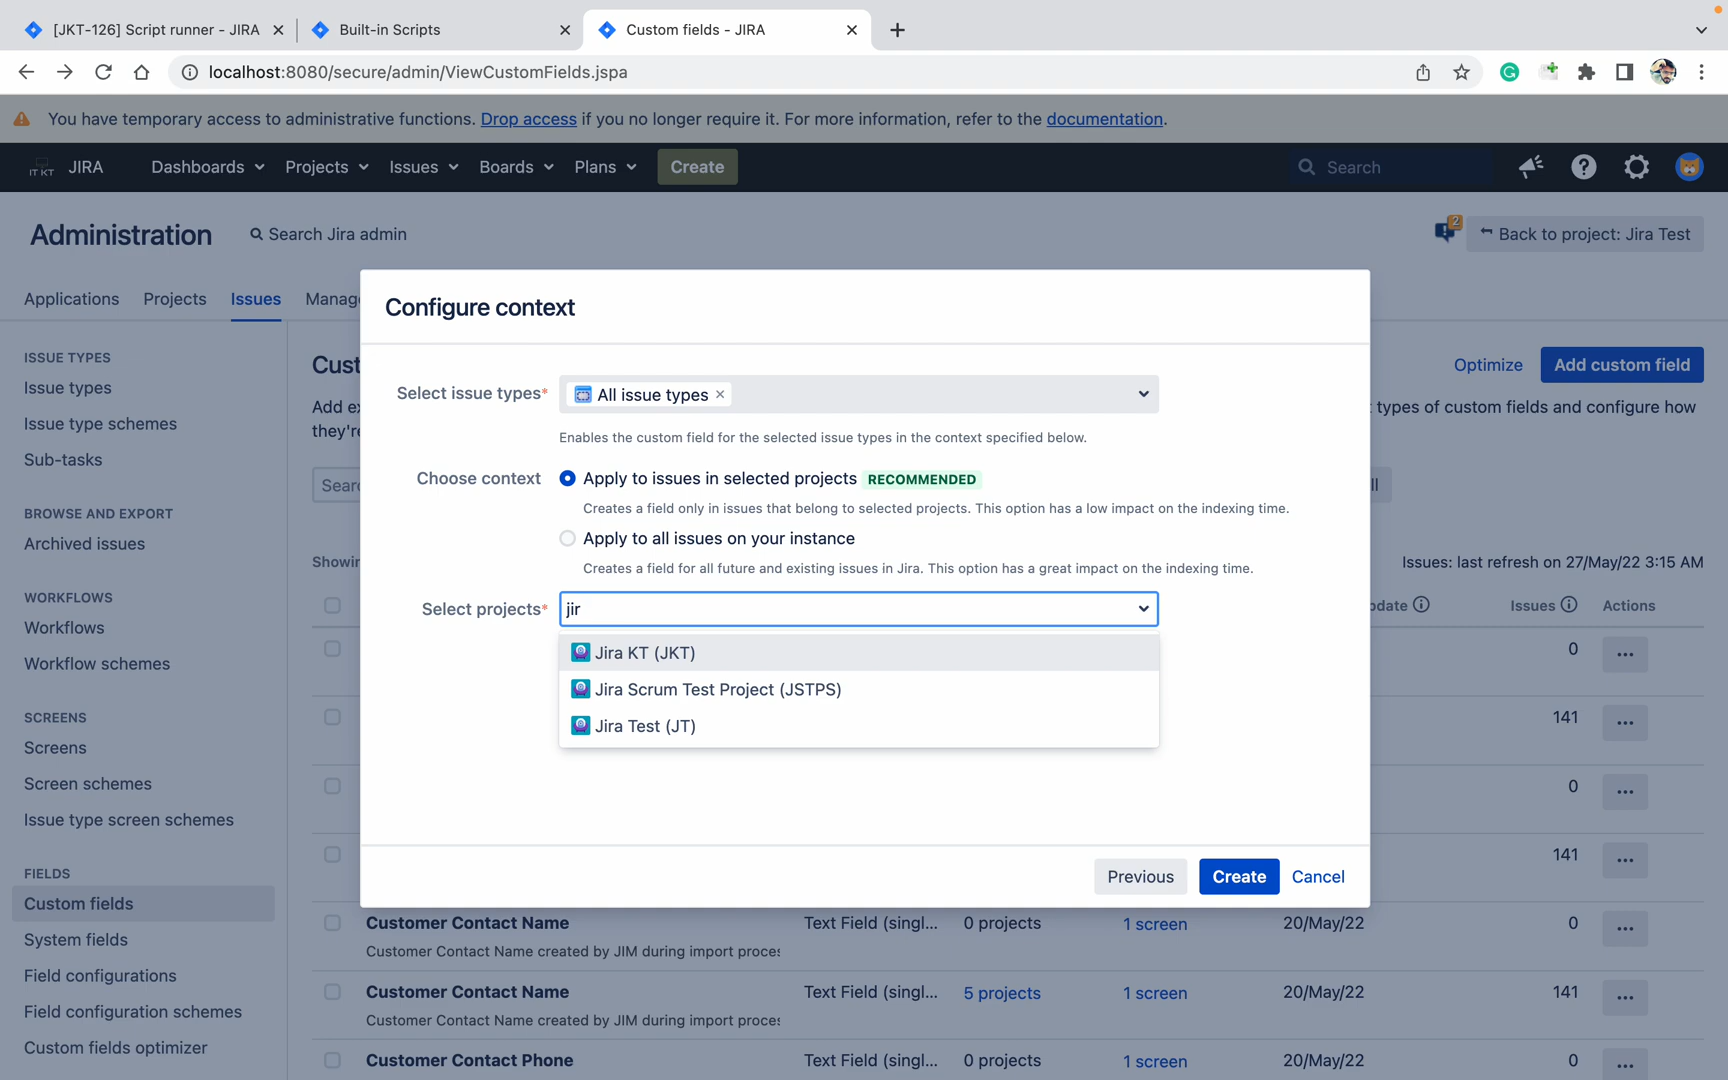 [JKT-126] Script runner - JIRA
Built-in Scripts
Custom fields - JIRA
localhost:8080/secure/admin/ViewCustomFields.jspa
You have temporary access to administrative functions. Drop access if you no longer require it. For more information, refer to the documentation.
IT KT JIRA Dashboards Projects Issues Boards Plans Create Search
Administration Search Jira admin 2 Back to project: Jira Test
Applications Projects Issues Manag
Configure context
ISSUE TYPES
Issue types
Issue type schemes
Sub-tasks
BROWSE AND EXPORT
Archived issues
WORKFLOWS
Workflows
Workflow schemes
SCREENS
Screens
Screen schemes
Issue type screen schemes
FIELDS
Custom fields
System fields
Field configurations
Field configuration schemes
Custom fields optimizer
Cust
Optimize Add custom field
Add ex
types of custom fields and configure how
they're
Sear
ll
Showin
Issues: last refresh on 27/May/22 3:15 AM
pdate Issues Actions
0
141
0
141
Select issue types* All issue types
Enables the custom field for the selected issue types in the context specified below.
Choose context Apply to issues in selected projects RECOMMENDED
Creates a field only in issues that belong to selected projects. This option has a low impact on the indexing time.
Apply to all issues on your instance
Creates a field for all future and existing issues in Jira. This option has a great impact on the indexing time.
Select projects* jir
Jira KT (JKT)
Jira Scrum Test Project (JSTPS)
Jira Test (JT)
Previous Create Cancel
Customer Contact Name Text Field (singl... 0 projects 1 screen 20/May/22 0
Customer Contact Name created by JIM during import proces
Customer Contact Name Text Field (singl... 5 projects 1 screen 20/May/22 141
Customer Contact Name created by JIM during import proces
Customer Contact Phone Text Field (singl... 0 projects 1 screen 20/May/22 0